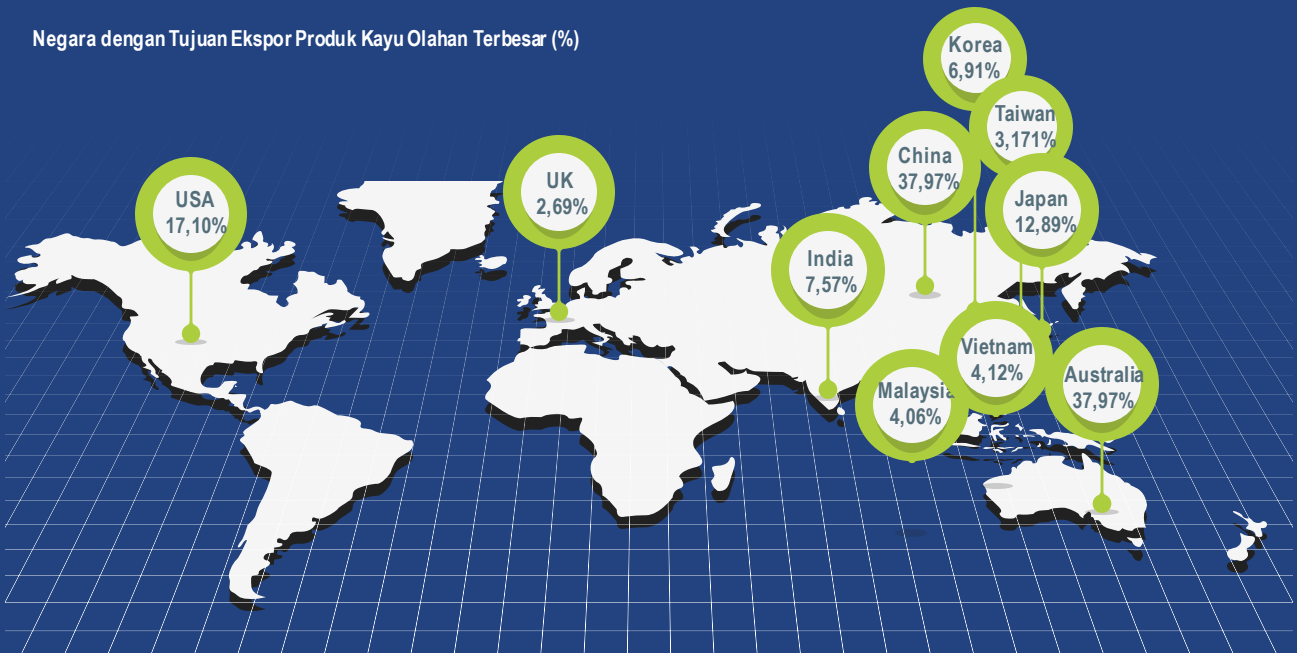 Negara dengan Tujuan Ekspor Produk Kayu Olahan Terbesar (%)
Korea
6,91%
Taiwan
3,171%
China
37,97%
UK
2,69%
USA
17,10%
Japan
12,89%
India
7,57%
Vietnam
4,12%
Australia
37,97%
Malaysia
4,06%